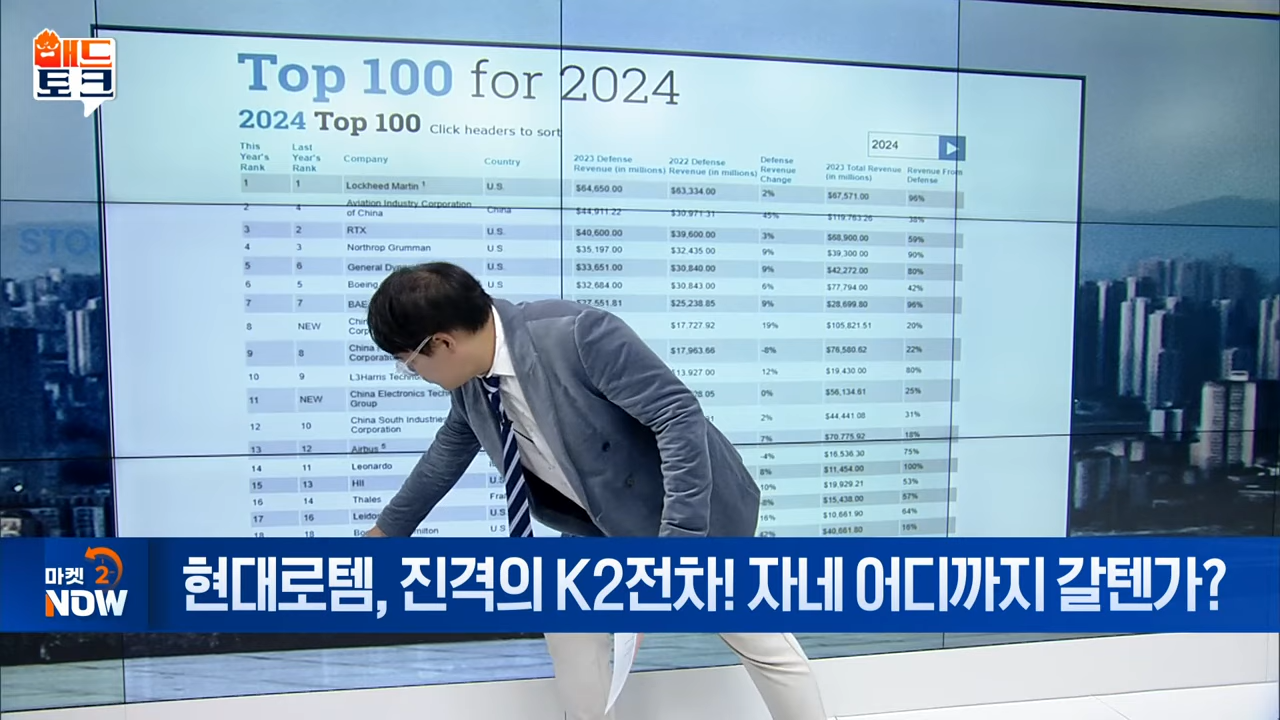 매드
토크
Top 100 for 2024
2024 Top 100 Click headers to sort
2024
This Year's Rank Last Year's Rank Company Country 2023 Defense Revenue (in millions) 2022 Defense Revenue (in millions) Defense Revenue Change 2023 Total Revenue (in millions) Revenue From Defense
1 1 Lockheed Martin 1 U.S. $64,650.00 $63,334.00 2% $67,571.00 96%
2 4 Aviation Industry Corporation of China China $44,911.22 $30,971.31 45% $119,763.26 38%
3 2 RTX U.S. $40,600.00 $39,600.00 3% $68,900.00 59%
4 3 Northrop Grumman U.S. $35,197.00 $32,435.00 9% $39,300.00 90%
5 6 General U.S. $33,651.00 $30,840.00 9% $42,272.00 80%
6 5 Boeing $32,684.00 $30,843.00 6% $77,794.00 42%
7 7 BAE $27,551.81 $25,238.85 9% $28,699.80 96%
8 NEW $17,727.92 19% $105,821.51 20%
9 8 China $17,963.66 -8% $76,580.62 22%
10 9 L3Harris 12% $19,430.00 80%
11 NEW China Electronics Group 0% $56,134.61 25%
12 10 China South Industries Corporation 2% $44,441.08 31%
13 12 Airbus 7% $70,775.92 18%
14 11 Leonardo -4% $16,536.30 75%
15 13 HII 8% $11,454.00 100%
16 14 Thales $19,929.21 53%
17 16 $15,438.00 57%
18 18 $10,661.90 64%
$40,661.80 16%
STO
마켓 2
NOW
현대로템, 진격의 K2전차! 자네 어디까지 갈텐가?